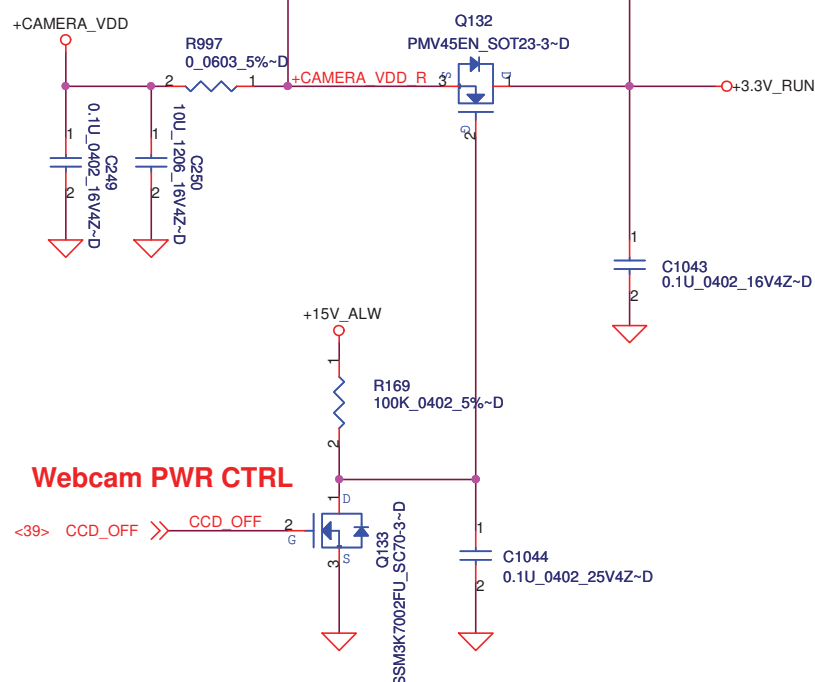 +CAMERA_VDD
R997
0_0603_5%~D
2
1
+CAMERA_VDD_R
Q132
PMV45EN_SOT23-3~D
3
S
D
1
G
2
+3.3V_RUN
1
2
C249
0.1U_0402_16V4Z~D
1
2
C250
10U_1206_16V4Z~D
1
2
C1043
0.1U_0402_16V4Z~D
+15V_ALW
1
R169
100K_0402_5%~D
2
Webcam PWR CTRL
<39>
CCD_OFF
CCD_OFF
2
G
1
D
3
S
Q133
SSM3K7002FU_SC70-3~D
1
2
C1044
0.1U_0402_25V4Z~D